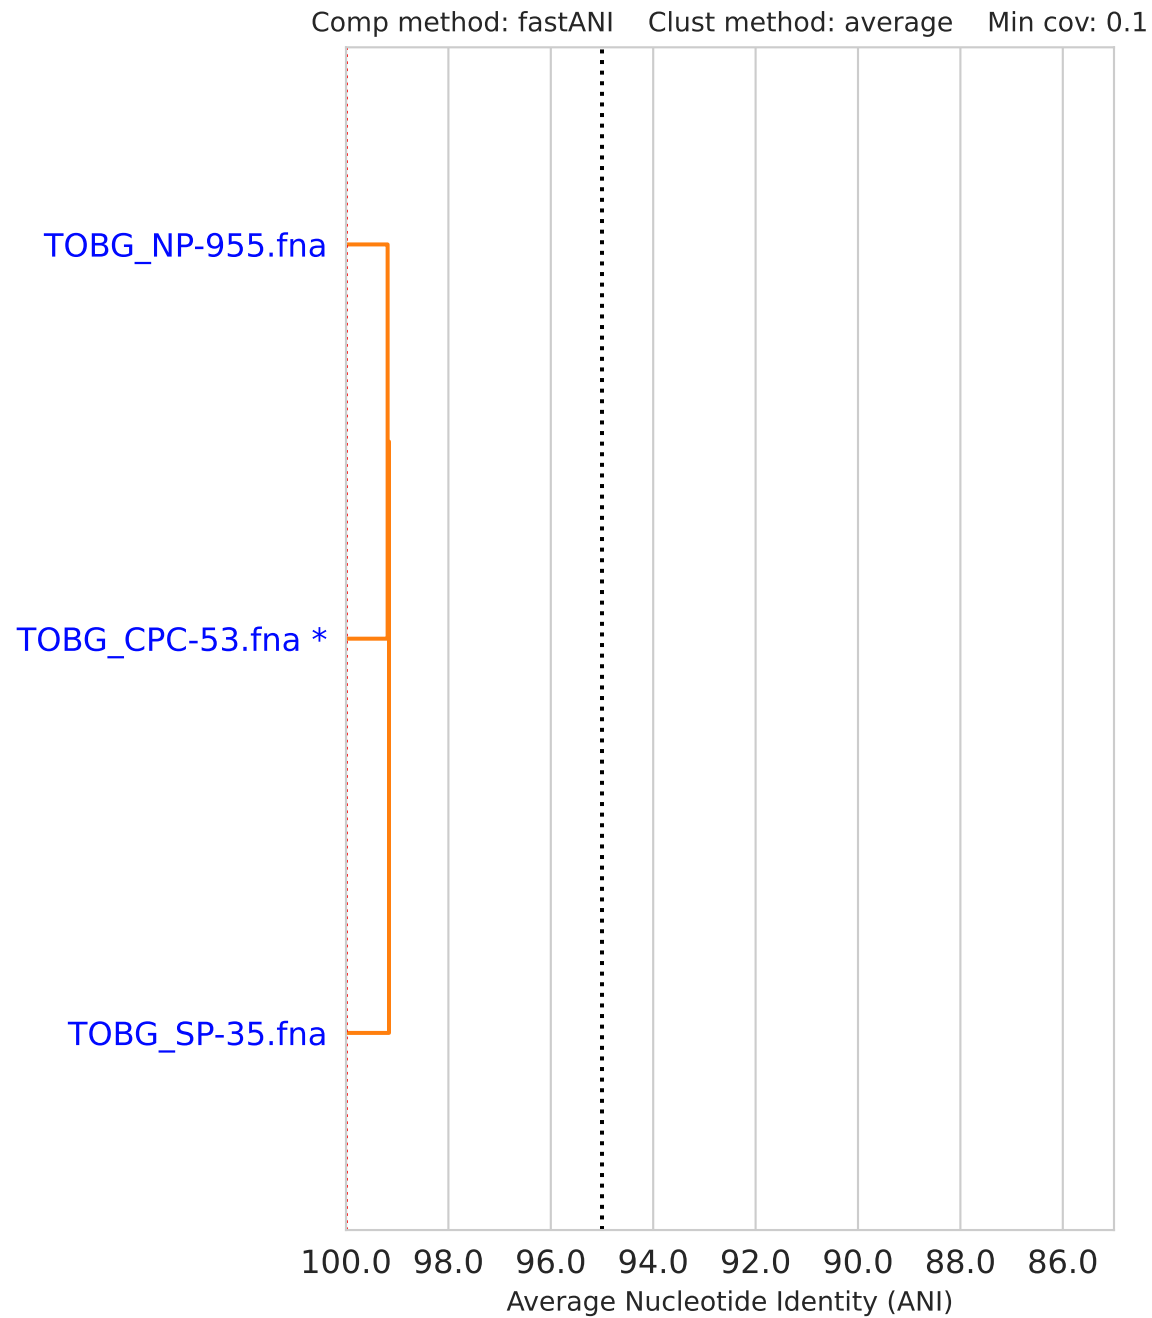 Comp method: fastANI    Clust method: average    Min cov: 0.1
TOBG_NP-955.fna
TOBG_CPC-53.fna *
TOBG_SP-35.fna
100.0 98.0 96.0 94.0 92.0 90.0 88.0 86.0
Average Nucleotide Identity (ANI)